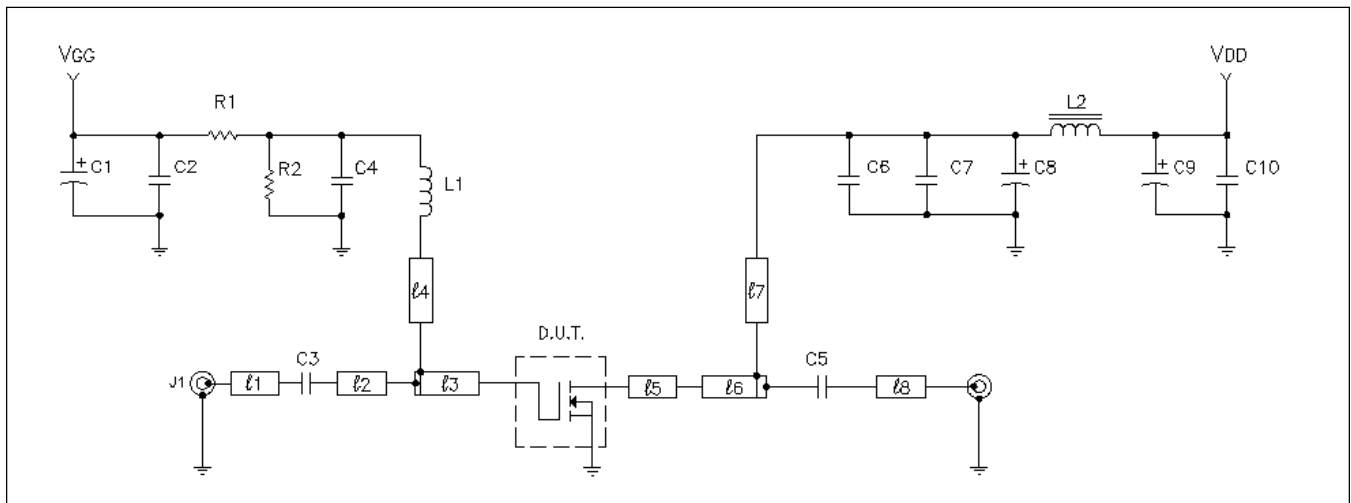 VGG
VDD
R1
L2
C1
C2
R2
C4
L1
C6
C7
C8
C9
C10
ℓ4
ℓ7
D.U.T.
J1
ℓ1
C3
ℓ2
ℓ3
ℓ5
ℓ6
C5
ℓ8